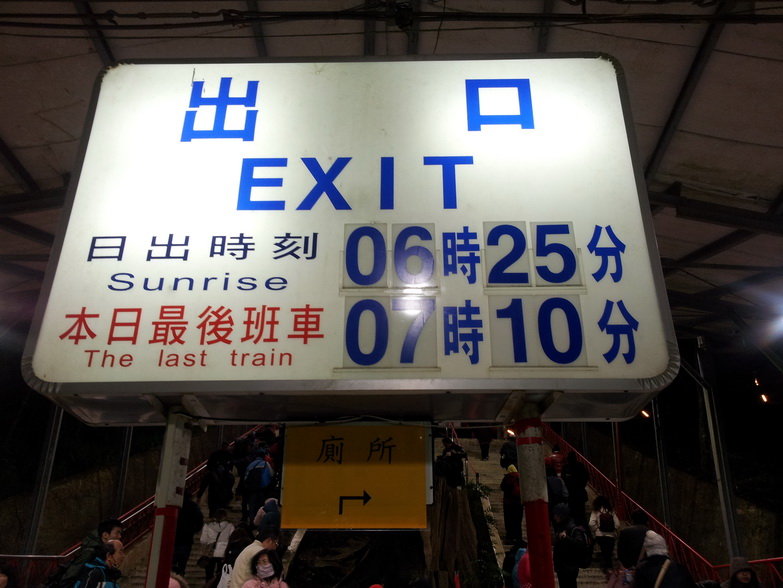 出 口
EXIT
日出時刻 06時25分
Sunrise
本日最後班車 07時10分
The last train
廁所
↱